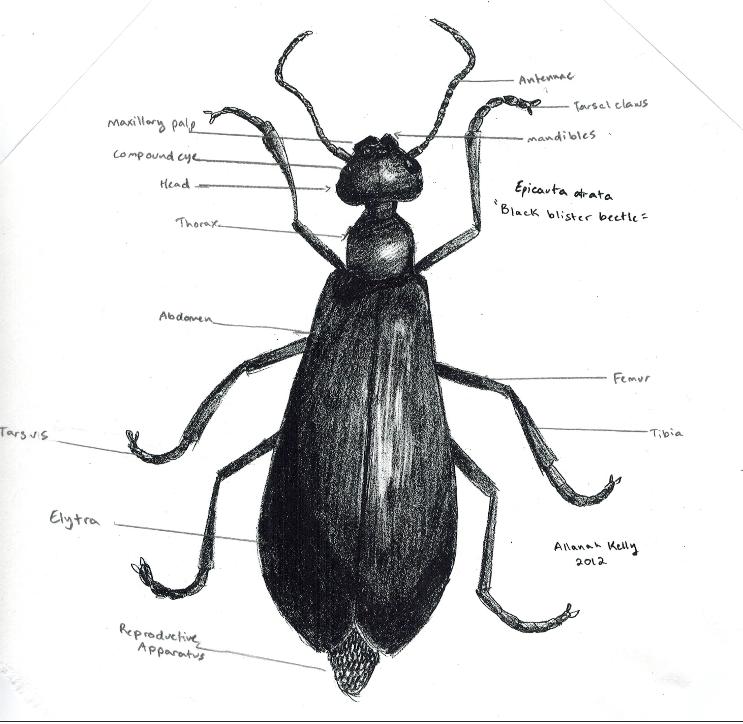 Antennae
Tarsel claws
Maxillary palp
mandibles
Compound eye
Head
Epicauta atrata
"Black blister beetle"
Thorax
Abdomen
Femur
Tarsus
Tibia
Elytra
Allanah Kelly
2012
Reproductive
Apparatus